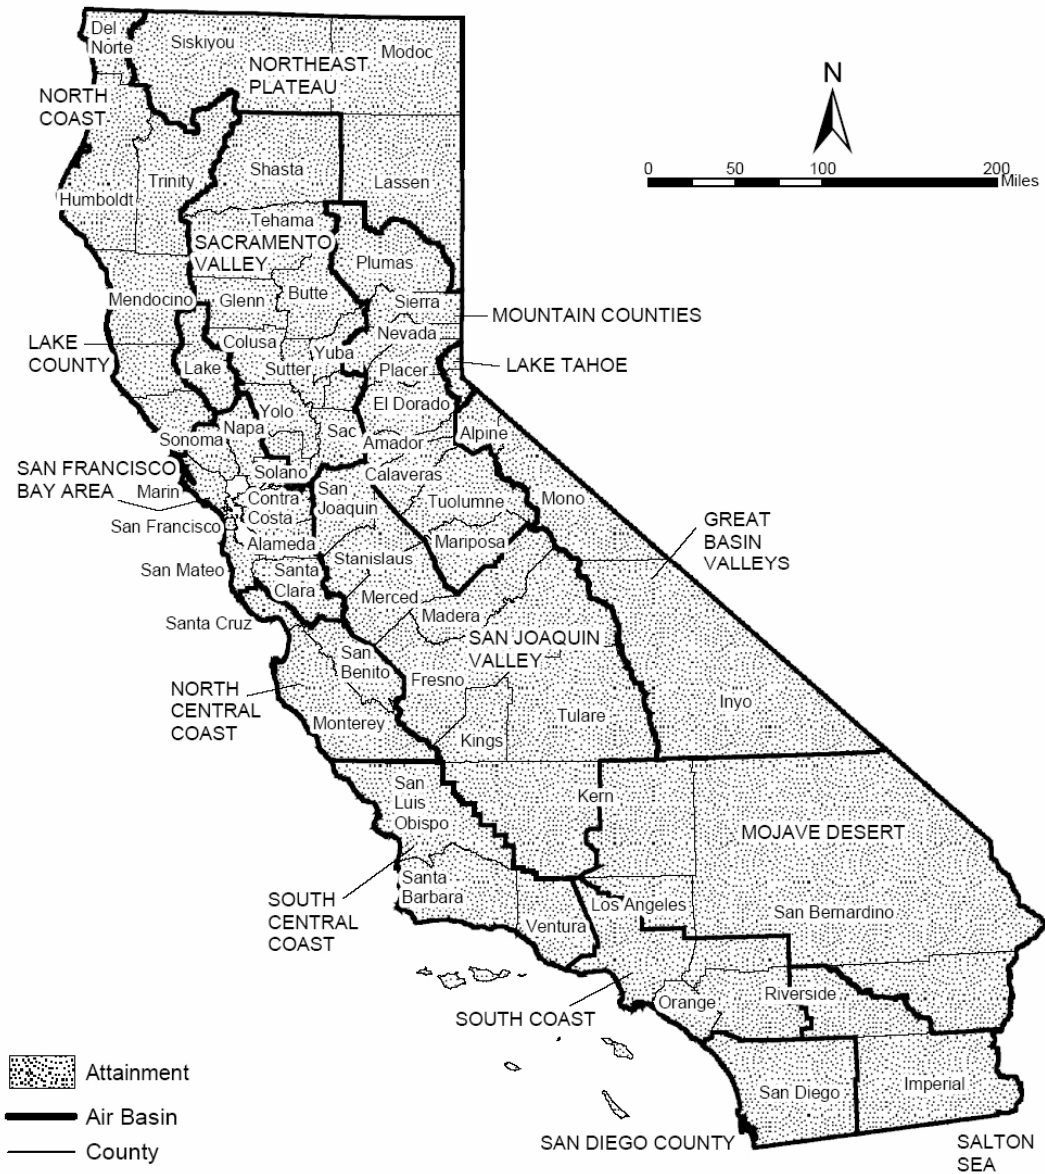 Del
Norte
Siskiyou
Modoc
NORTHEAST
PLATEAU
NORTH
COAST
N
0
50
100
200
Miles
Shasta
Trinity
Lassen
Humboldt
Tehama
SACRAMENTO
VALLEY
Plumas
Mendocino
Glenn
Butte
Sierra
MOUNTAIN COUNTIES
Nevada
LAKE
COUNTY
Colusa
Yuba
Lake
Sutter
Placer
LAKE TAHOE
El Dorado
Yolo
Napa
Sac
Sonoma
Amador
Alpine
SAN FRANCISCO
BAY AREA
Solano
Calaveras
Marin
Contra
Costa
San
Joaquin
Tuolumne
Mono
San Francisco
GREAT
BASIN
VALLEYS
Alameda
Mariposa
Stanislaus
San Mateo
Santa
Clara
Merced
Madera
Santa Cruz
SAN JOAQUIN
VALLEY
San
Benito
Fresno
NORTH
CENTRAL
COAST
Monterey
Tulare
Inyo
Kings
San
Luis
Obispo
Kern
MOJAVE DESERT
Santa
Barbara
SOUTH
CENTRAL
COAST
Los Angeles
San Bernardino
Ventura
Riverside
Orange
SOUTH COAST
Attainment
San Diego
Imperial
Air Basin
SAN DIEGO COUNTY
SALTON
SEA
County